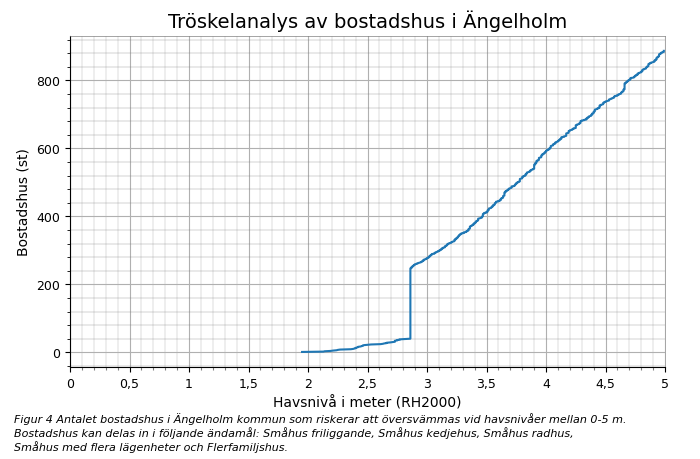 Tröskelanalys av bostadshus i Ängelholm
Bostadshus (st)
800
600
400
200
0
0 0,5 1 1,5 2 2,5 3 3,5 4 4,5 5
Havsnivå i meter (RH2000)
Figur 4 Antalet bostadshus i Ängelholm kommun som riskerar att översvämmas vid havsnivåer mellan 0-5 m.
Bostadshus kan delas in i följande ändamål: Småhus friliggande, Småhus kedjehus, Småhus radhus,
Småhus med flera lägenheter och Flerfamiljshus.